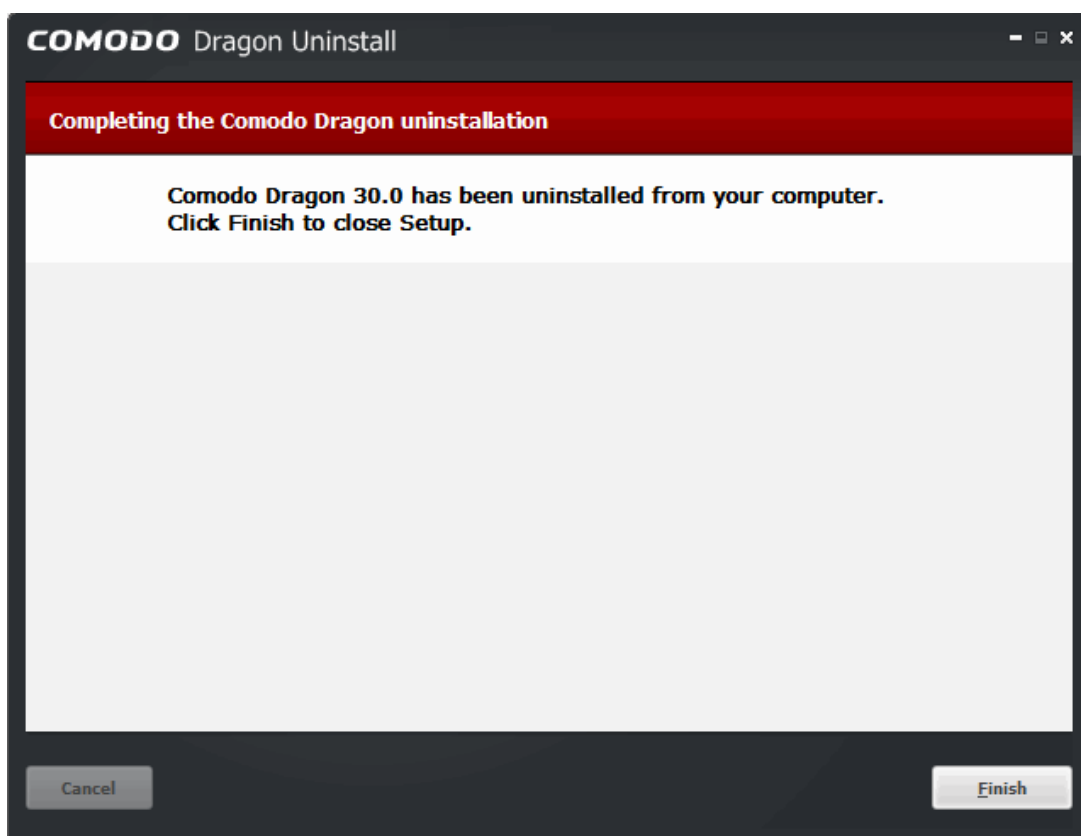 COMODO Dragon Uninstall
Completing the Comodo Dragon uninstallation
Comodo Dragon 30.0 has been uninstalled from your computer.
Click Finish to close Setup.
Cancel
Finish